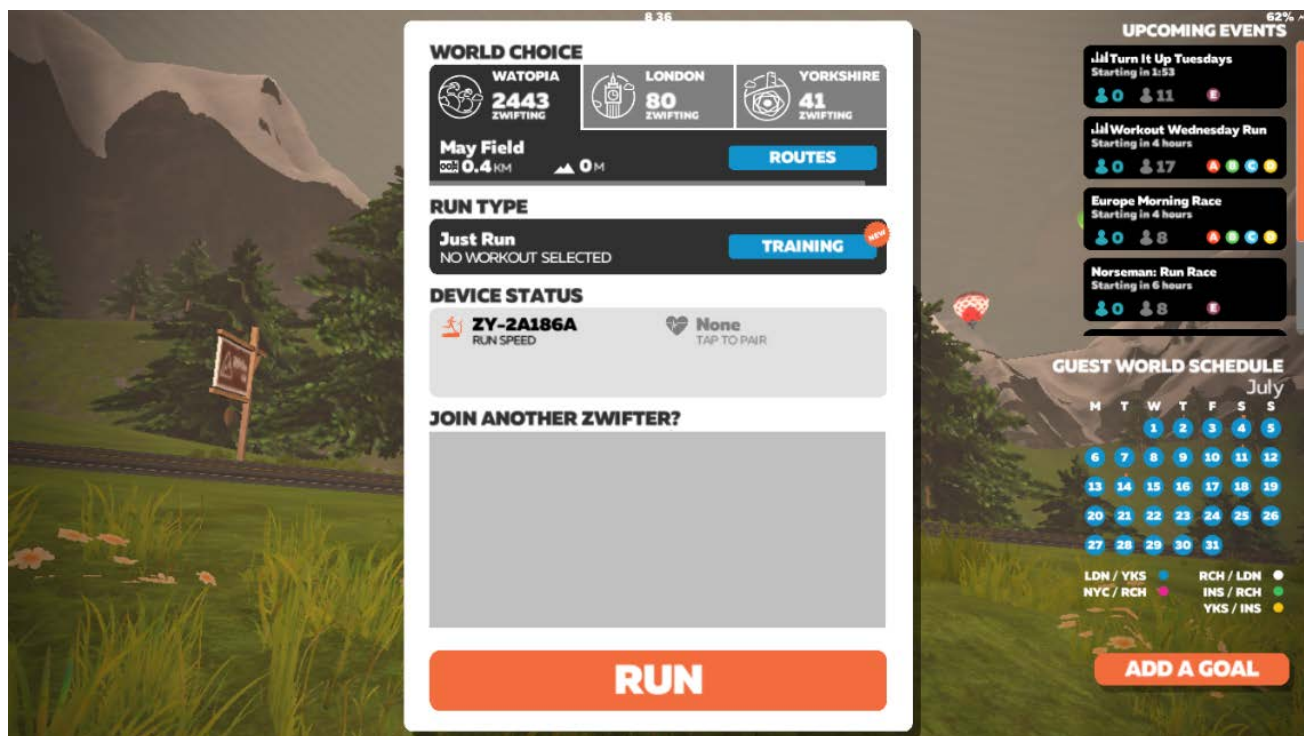 8 36
62%
WORLD CHOICE
WATOPIA
2443
ZWIFTING
LONDON
80
ZWIFTING
YORKSHIRE
41
ZWIFTING
May Field
0.4 KM
0 M
ROUTES
RUN TYPE
Just Run
NO WORKOUT SELECTED
TRAINING
NEW
DEVICE STATUS
ZY-2A186A
RUN SPEED
None
TAP TO PAIR
JOIN ANOTHER ZWIFTER?
RUN
UPCOMING EVENTS
Turn It Up Tuesdays
Starting in 1:53
0 11 E
Workout Wednesday Run
Starting in 4 hours
0 17 A B C D
Europe Morning Race
Starting in 4 hours
0 8 A B C D
Norseman: Run Race
Starting in 6 hours
0 8 E
GUEST WORLD SCHEDULE
July
M T W T F S S
1 2 3 4 5
6 7 8 9 10 11 12
13 14 15 16 17 18 19
20 21 22 23 24 25 26
27 28 29 30 31
LDN / YKS RCH / LDN
NYC / RCH INS / RCH
YKS / INS
ADD A GOAL